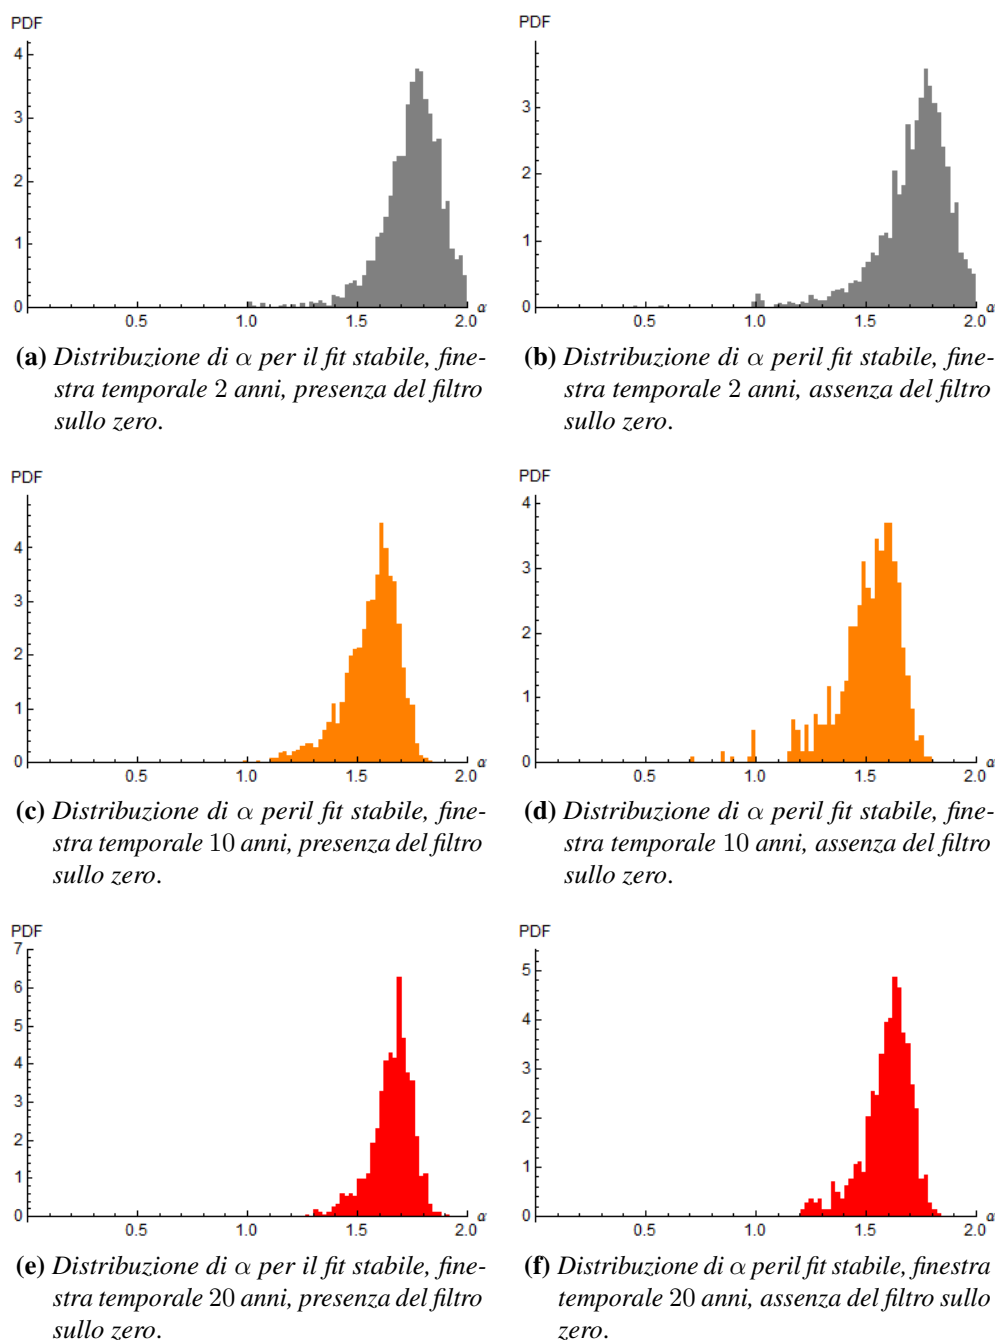 PDF
4
3
2
1
0
0.5
1.0
1.5
2.0
α
(a) Distribuzione di α per il fit stabile, fine-
stra temporale 2 anni, presenza del filtro
sullo zero.
PDF
3
2
1
0
0.5
1.0
1.5
2.0
α
(b) Distribuzione di α peril fit stabile, fine-
stra temporale 2 anni, assenza del filtro
sullo zero.
PDF
4
3
2
1
0
0.5
1.0
1.5
2.0
α
(c) Distribuzione di α peril fit stabile, fine-
stra temporale 10 anni, presenza del filtro
sullo zero.
PDF
4
3
2
1
0
0.5
1.0
1.5
2.0
α
(d) Distribuzione di α peril fit stabile, fine-
stra temporale 10 anni, assenza del filtro
sullo zero.
PDF
7
6
5
4
3
2
1
0
0.5
1.0
1.5
2.0
α
(e) Distribuzione di α per il fit stabile, fine-
stra temporale 20 anni, presenza del filtro
sullo zero.
PDF
5
4
3
2
1
0
0.5
1.0
1.5
2.0
α
(f) Distribuzione di α peril fit stabile, finestra
temporale 20 anni, assenza del filtro sullo
zero.